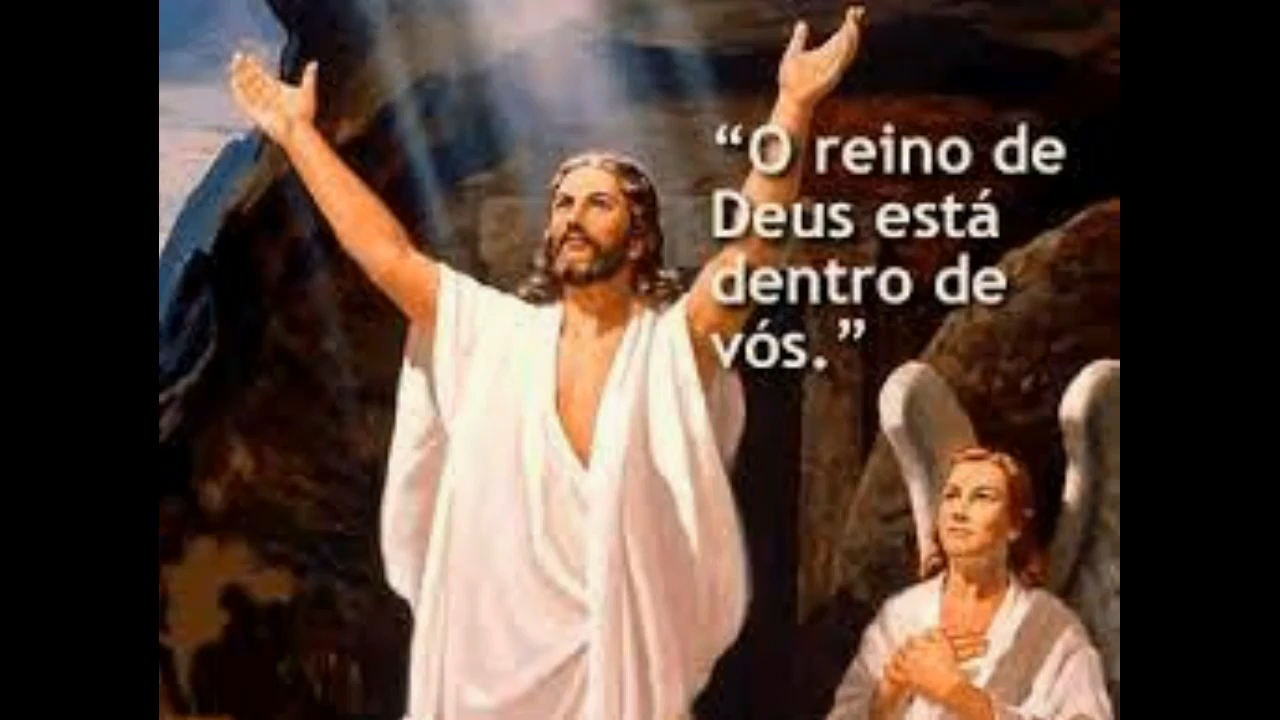 “O reino de
Deus está
dentro de
vós.”